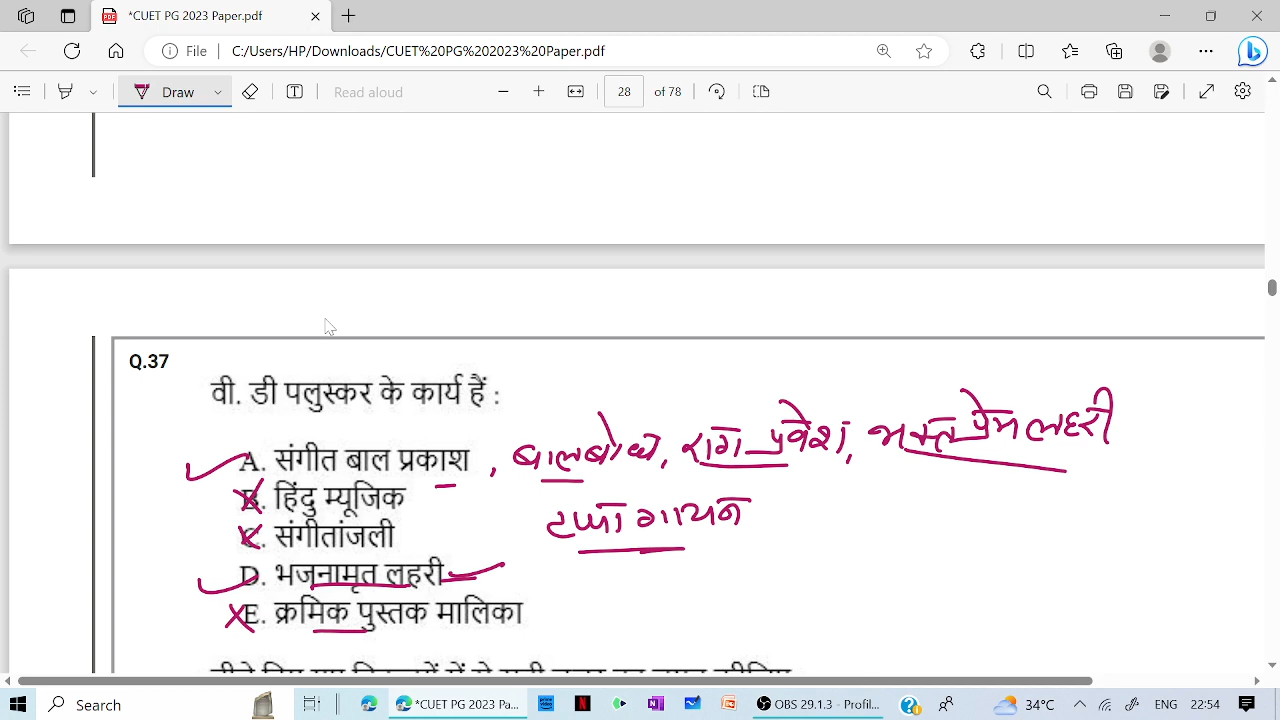 *CUET PG 2023 Paper.pdf
File C:/Users/HP/Downloads/CUET%20PG%202023%20Paper.pdf
Draw Read aloud 28 of 78
Q.37
वी. डी पलुस्कर के कार्य हैं :
A. संगीत बाल प्रकाश , बालबोध, राग प्रवेश, भक्त प्रेम लहरी
B. हिंदु म्यूजिक
C. संगीतांजली टप्पा गायन
D. भजनामृत लहरी
E. क्रमिक पुस्तक मालिका
Search *CUET PG 2023 Pa... OBS 29.1.3 - Profil... 34°C ENG 22:54